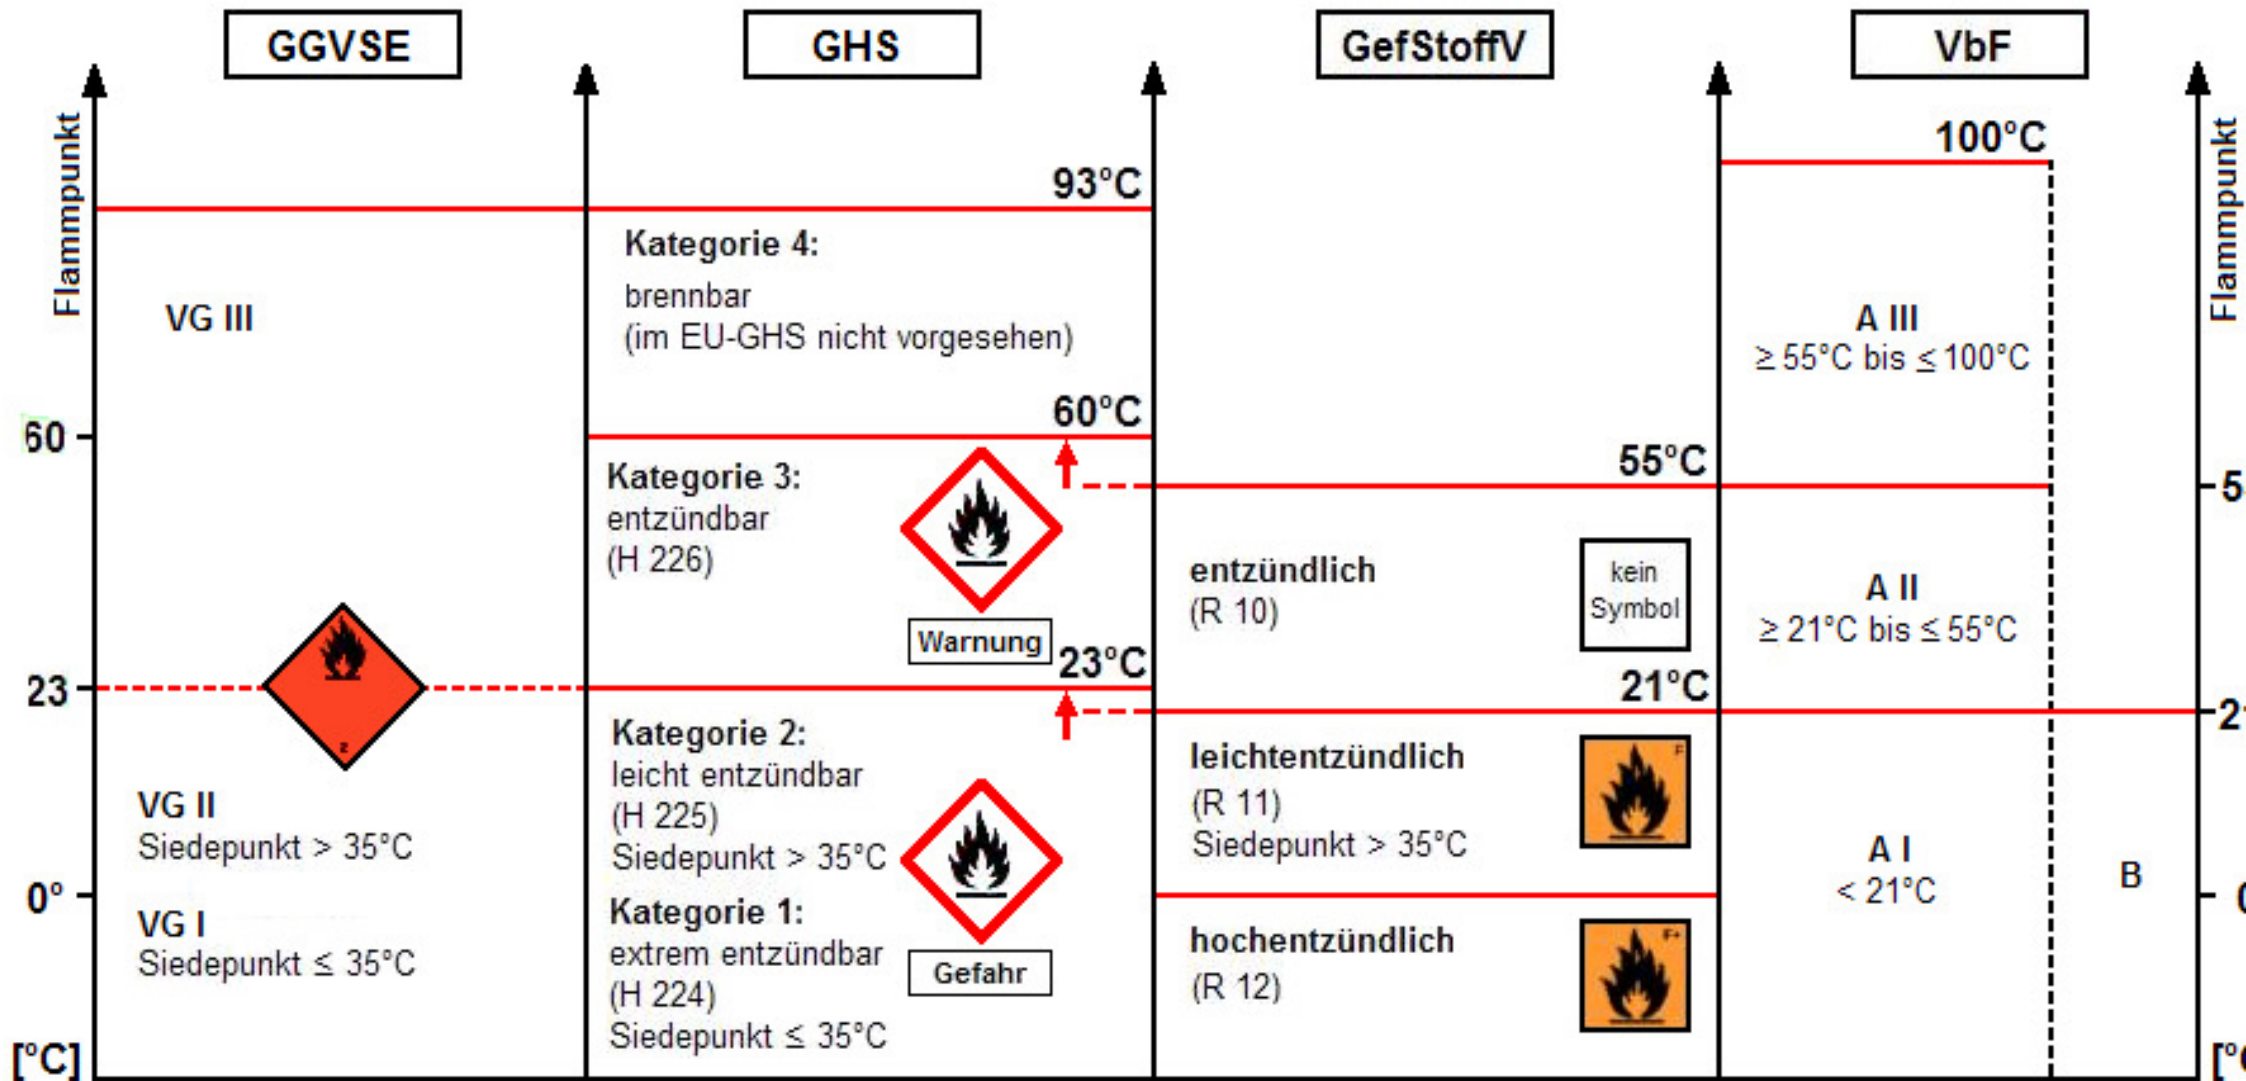 GGVSE
GHS
GefStoffV
VbF
Flammpunkt
60
23
0°
[°C]
VG III
VG II
Siedepunkt > 35°C
VG I
Siedepunkt ≤ 35°C
93°C
Kategorie 4:
brennbar
(im EU-GHS nicht vorgesehen)
60°C
Kategorie 3:
entzündbar
(H 226)
Warnung
23°C
Kategorie 2:
leicht entzündbar
(H 225)
Siedepunkt > 35°C
Kategorie 1:
extrem entzündbar
(H 224)
Siedepunkt ≤ 35°C
Gefahr
55°C
entzündlich
(R 10)
kein
Symbol
21°C
leichtentzündlich
(R 11)
Siedepunkt > 35°C
F
hochentzündlich
(R 12)
F+
100°C
A III
≥ 55°C bis ≤ 100°C
A II
≥ 21°C bis ≤ 55°C
A I
< 21°C
B
Flammpunkt